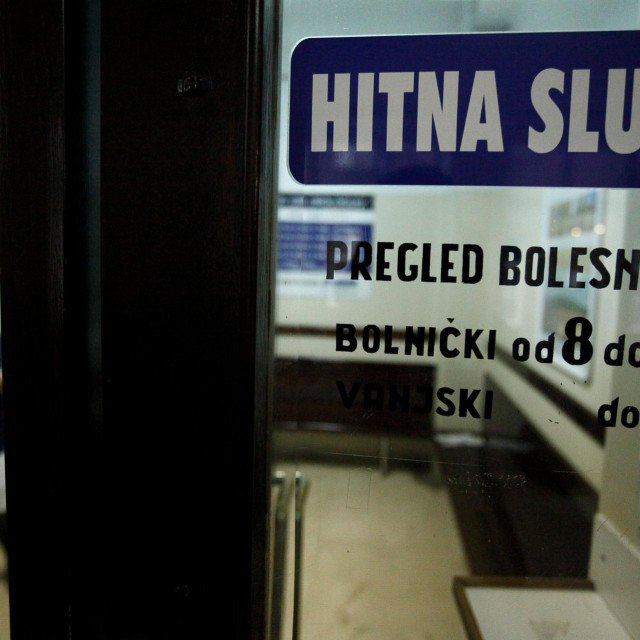 HITNA SLU
PREGLED BOLESN
BOLNIČKI od 8 do
VANJSKI do